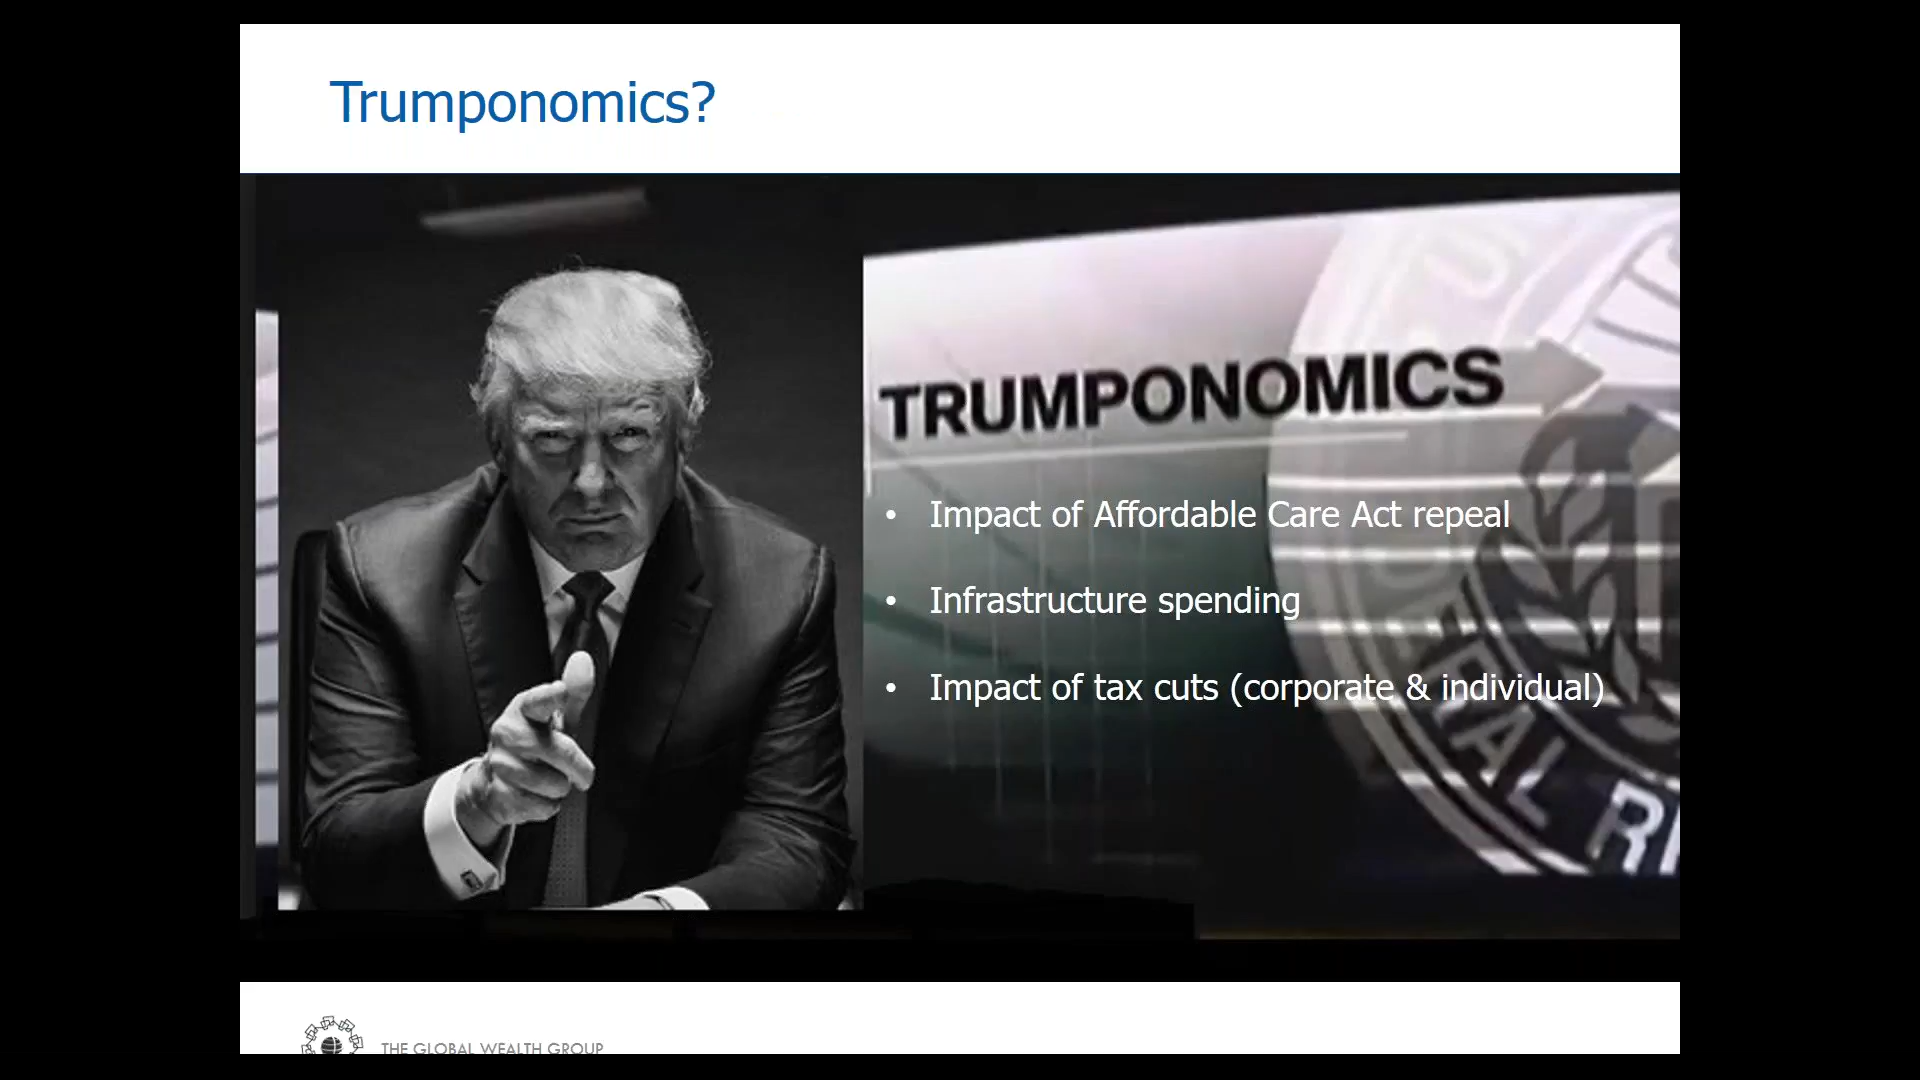 Trumponomics?
TRUMPONOMICS
• Impact of Affordable Care Act repeal
• Infrastructure spending
• Impact of tax cuts (corporate & individual)
THE GLOBAL WEALTH GROUP